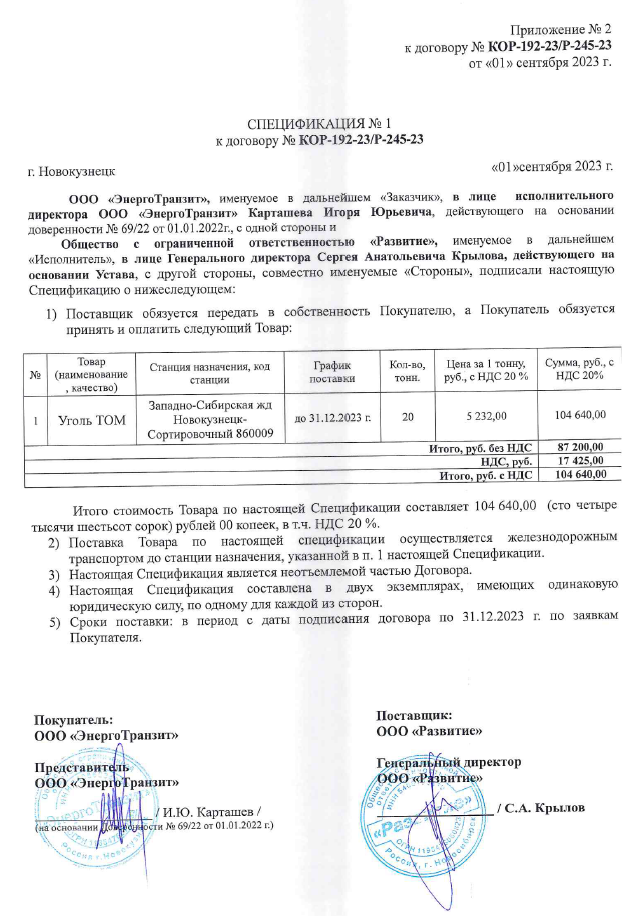 Приложение № 2
к договору № КОР-192-23/Р-245-23
от «01» сентября 2023 г.
СПЕЦИФИКАЦИЯ № 1
к договору № КОР-192-23/Р-245-23
г. Новокузнецк
«01»сентября 2023 г.
ООО «ЭнергоТранзит», именуемое в дальнейшем «Заказчик», в лице исполнительного
директора ООО «ЭнергоТранзит» Карташева Игоря Юрьевича, действующего на основании
доверенности № 69/22 от 01.01.2022г., с одной стороны и
Общество с ограниченной ответственностью «Развитие», именуемое в дальнейшем
«Исполнитель», в лице Генерального директора Сергея Анатольевича Крылова, действующего на
основании Устава, с другой стороны, совместно именуемые «Стороны», подписали настоящую
Спецификацию о нижеследующем:
1) Поставщик обязуется передать в собственность Покупателю, а Покупатель обязуется
принять и оплатить следующий Товар:
№ Товар (наименование, качество) Станция назначения, код станции График поставки Кол-во, тонн. Цена за 1 тонну, руб., с НДС 20 % Сумма, руб., с НДС 20%
1 Уголь ТОМ Западно-Сибирская жд Новокузнецк-Сортировочный 860009 до 31.12.2023 г. 20 5 232,00 104 640,00
Итого, руб. без НДС 87 200,00
НДС, руб. 17 425,00
Итого, руб. с НДС 104 640,00
Итого стоимость Товара по настоящей Спецификации составляет 104 640,00 (сто четыре
тысячи шестьсот сорок) рублей 00 копеек, в т.ч. НДС 20 %.
2) Поставка Товара по настоящей спецификации осуществляется железнодорожным
транспортом до станции назначения, указанной в п. 1 настоящей Спецификации.
3) Настоящая Спецификация является неотъемлемой частью Договора.
4) Настоящая Спецификация составлена в двух экземплярах, имеющих одинаковую
юридическую силу, по одному для каждой из сторон.
5) Сроки поставки: в период с даты подписания договора по 31.12.2023 г. по заявкам
Покупателя.
Покупатель:
ООО «ЭнергоТранзит»
Представитель
ООО «ЭнергоТранзит»
/ И.Ю. Карташев /
(на основании Доверенности № 69/22 от 01.01.2022 г.)
Поставщик:
ООО «Развитие»
Генеральный директор
ООО «Развитие»
/ С.А. Крылов